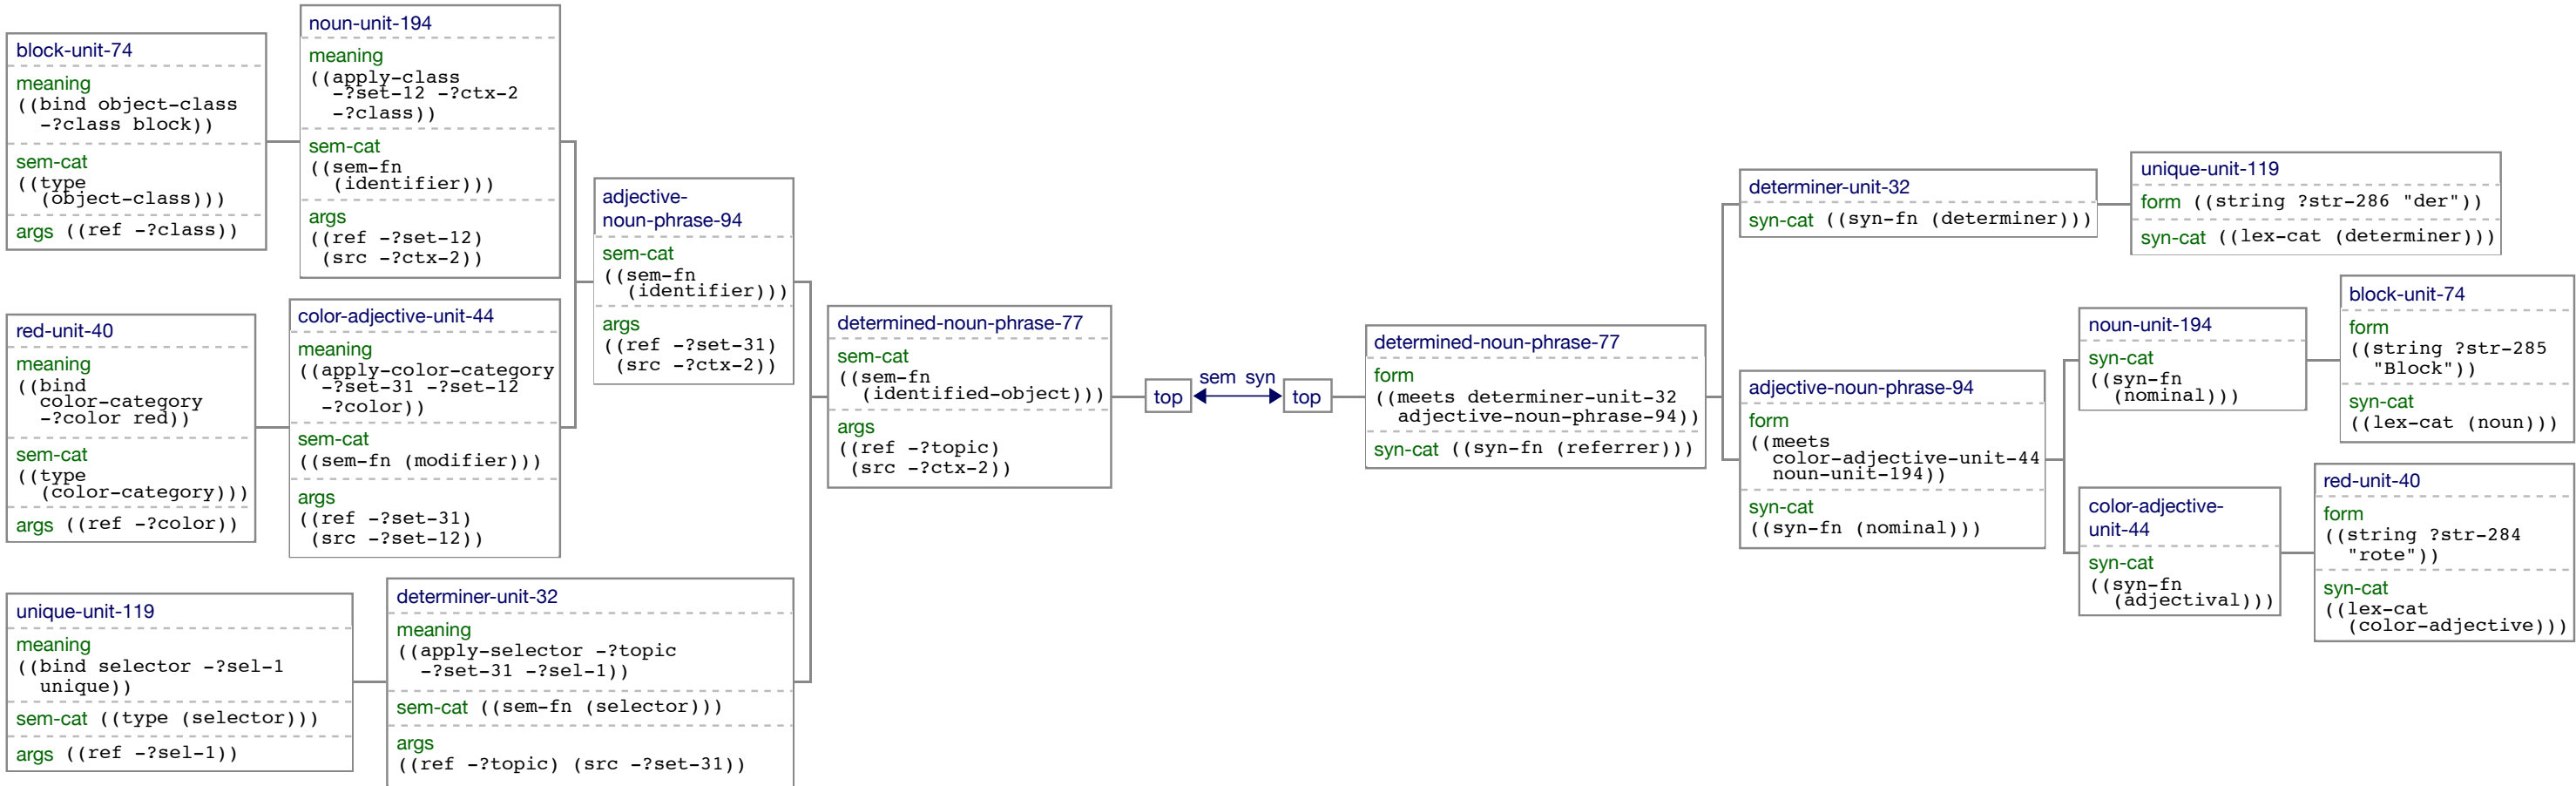 block-unit-74
meaning
((bind object-class
-?class block))
sem-cat
((type
(object-class)))
args ((ref -?class))
noun-unit-194
meaning
((apply-class
-?set-12 -?ctx-2
-?class))
sem-cat
((sem-fn
(identifier)))
args
((ref -?set-12)
(src -?ctx-2))
red-unit-40
meaning
((bind
color-category
-?color red))
sem-cat
((type
(color-category)))
args ((ref -?color))
color-adjective-unit-44
meaning
((apply-color-category
-?set-31 -?set-12
-?color))
sem-cat
((sem-fn (modifier)))
args
((ref -?set-31)
(src -?set-12))
adjective-
noun-phrase-94
sem-cat
((sem-fn
(identifier)))
args
((ref -?set-31)
(src -?ctx-2))
unique-unit-119
meaning
((bind selector -?sel-1
unique))
sem-cat ((type (selector)))
args ((ref -?sel-1))
determiner-unit-32
meaning
((apply-selector -?topic
-?set-31 -?sel-1))
sem-cat ((sem-fn (selector)))
args
((ref -?topic) (src -?set-31))
determined-noun-phrase-77
sem-cat
((sem-fn
(identified-object)))
args
((ref -?topic)
(src -?ctx-2))
top
sem syn
top
determined-noun-phrase-77
form
((meets determiner-unit-32
adjective-noun-phrase-94))
syn-cat ((syn-fn (referrer)))
determiner-unit-32
syn-cat ((syn-fn (determiner)))
unique-unit-119
form ((string ?str-286 "der"))
syn-cat ((lex-cat (determiner)))
adjective-noun-phrase-94
form
((meets
color-adjective-unit-44
noun-unit-194))
syn-cat
((syn-fn (nominal)))
noun-unit-194
syn-cat
((syn-fn
(nominal)))
block-unit-74
form
((string ?str-285
"Block"))
syn-cat
((lex-cat (noun)))
color-adjective-
unit-44
syn-cat
((syn-fn
(adjectival)))
red-unit-40
form
((string ?str-284
"rote"))
syn-cat
((lex-cat
(color-adjective)))